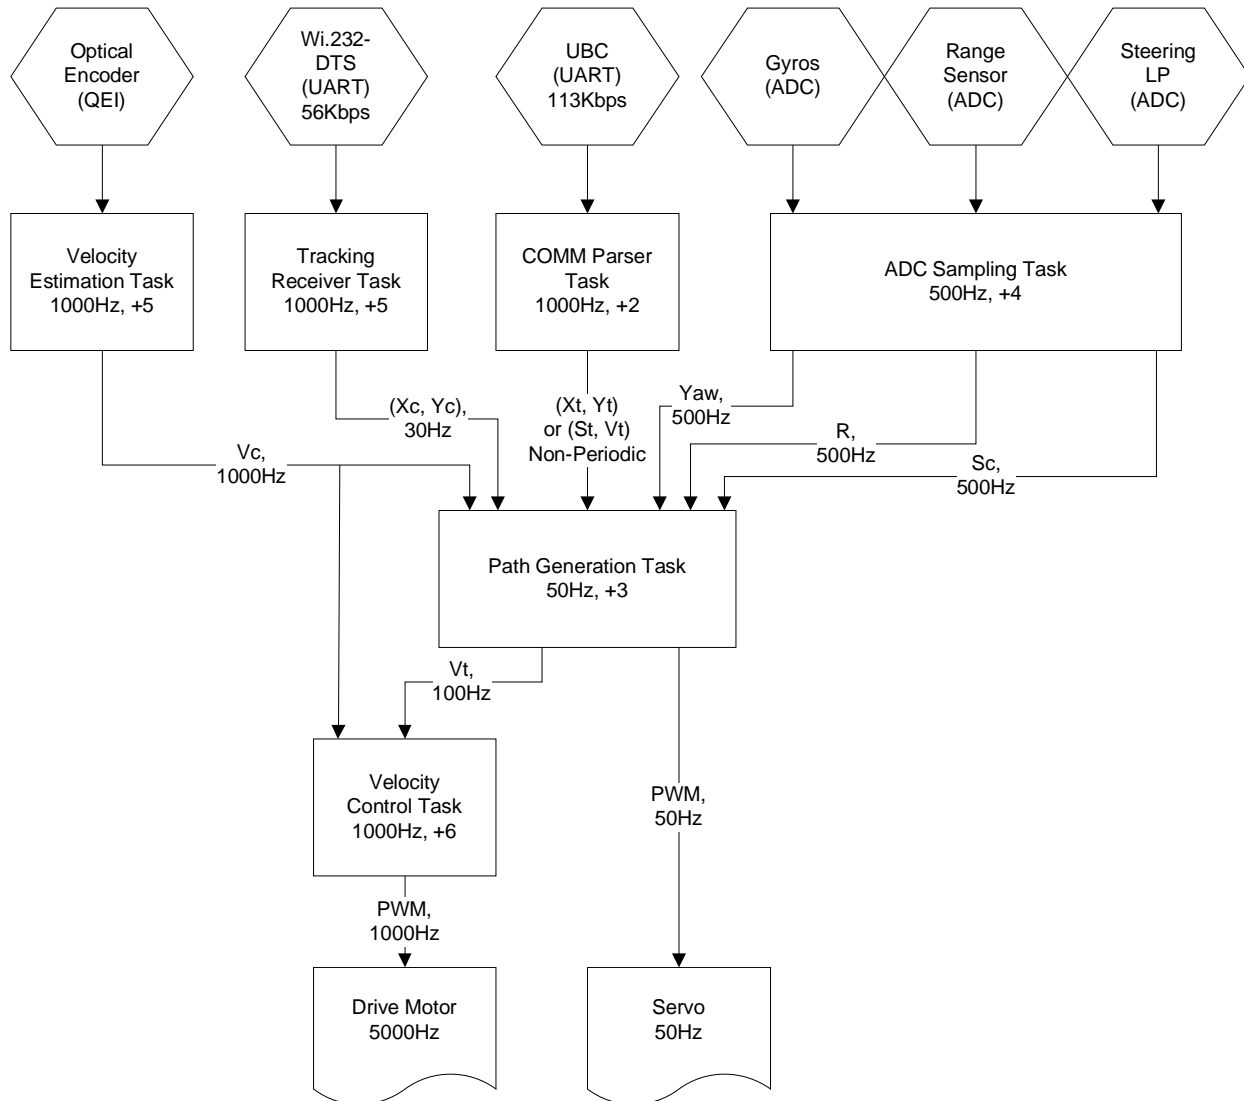 Optical
Encoder
(QEI)
Wi.232-
DTS
(UART)
56Kbps
UBC
(UART)
113Kbps
Gyros
(ADC)
Range
Sensor
(ADC)
Steering
LP
(ADC)
Velocity
Estimation Task
1000Hz, +5
Tracking
Receiver Task
1000Hz, +5
COMM Parser
Task
1000Hz, +2
ADC Sampling Task
500Hz, +4
Vc,
1000Hz
(Xc, Yc),
30Hz
(Xt, Yt)
or (St, Vt)
Non-Periodic
Yaw,
500Hz
R,
500Hz
Sc,
500Hz
Path Generation Task
50Hz, +3
Vt,
100Hz
Velocity
Control Task
1000Hz, +6
PWM,
50Hz
PWM,
1000Hz
Drive Motor
5000Hz
Servo
50Hz